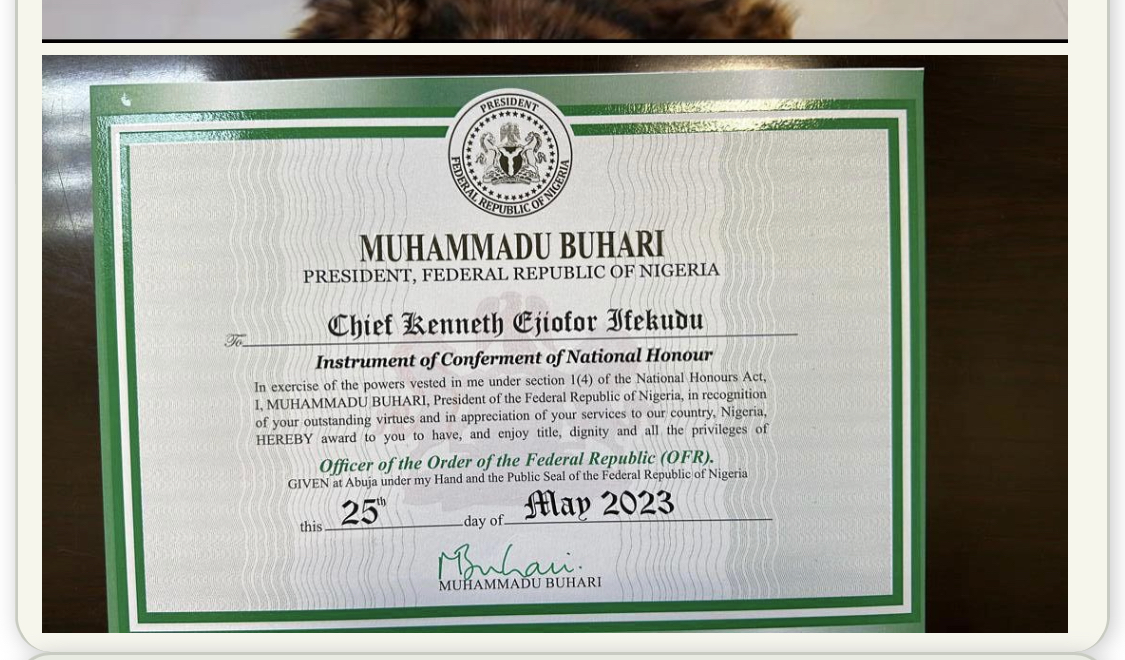 PRESIDENT
FEDERAL REPUBLIC OF NIGERIA
MUHAMMADU BUHARI
PRESIDENT, FEDERAL REPUBLIC OF NIGERIA
To Chief Kenneth Ejiofor Ifekudu
Instrument of Conferment of National Honour
In exercise of the powers vested in me under section 1(4) of the National Honours Act,
I, MUHAMMADU BUHARI, President of the Federal Republic of Nigeria, in recognition
of your outstanding virtues and in appreciation of your services to our country, Nigeria,
HEREBY award to you to have, and enjoy title, dignity and all the privileges of
Officer of the Order of the Federal Republic (OFR).
GIVEN at Abuja under my Hand and the Public Seal of the Federal Republic of Nigeria
this 25th day of May 2023
MBuhari.
MUHAMMADU BUHARI